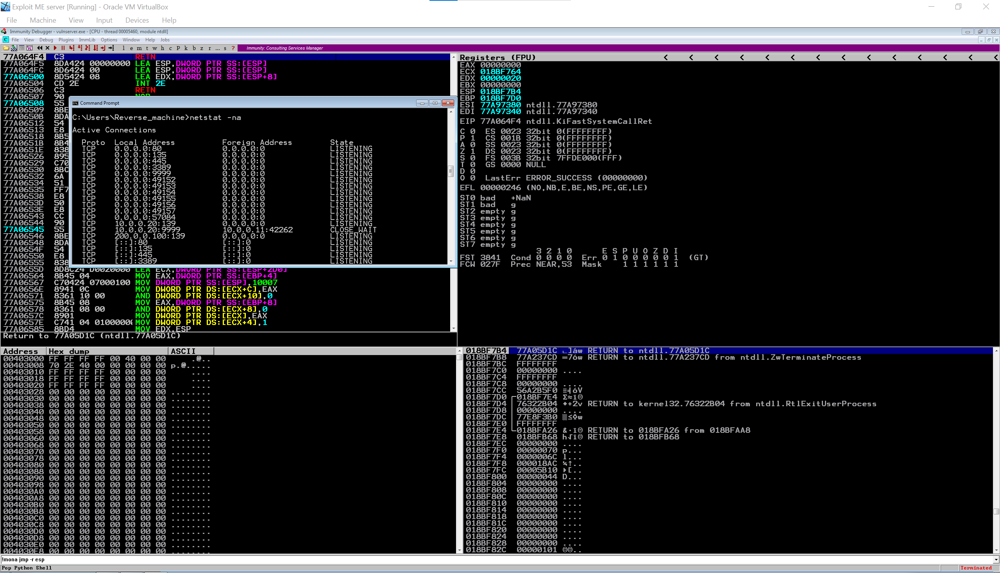 Exploit ME server [Running] - Oracle VM VirtualBox
File Machine View Input Devices Help
Immunity Debugger - vulnserver.exe - [CPU - thread 00005460, module ntdll]
C File View Debug Plugins ImmLib Options Window Help Jobs
l e m t w h c P k b z r ... s ? Immunity: Consulting Services Manager
77A064F4 C3 RETN
77A064F5 8DA424 00000000 LEA ESP,DWORD PTR SS:[ESP]
77A064FC 8D6424 00 LEA ESP,DWORD PTR SS:[ESP]
77A06500 8D5424 08 LEA EDX,DWORD PTR SS:[ESP+8]
77A06504 CD 2E INT 2E
77A06506 C3 RETN
77A06507 90 NOP
77A06508 55
77A06509 8BE
77A0650B 8DA
77A06512 54
77A06513 E8
77A06518 8B5
77A0651B 8B4
77A0651E 838
77A06526 895
77A06529 C70
77A06530 8BC
77A06532 6A
77A06534 51
77A06535 FF7
77A06538 E8
77A0653D 50
77A0653E E8
77A06543 CC
77A06544 90
77A06545 55
77A06546 8BE
77A06548 8DA
77A0654F 54
77A06550 E8
77A06555 838
77A0655D 8D8C24 D0020000 LEA ECX,DWORD PTR SS:[ESP+2D0]
77A06564 8B45 04 MOV EAX,DWORD PTR SS:[EBP+4]
77A06567 C70424 07000100 MOV DWORD PTR SS:[ESP],10007
77A0656E 8941 0C MOV DWORD PTR DS:[ECX+C],EAX
77A06571 8361 10 00 AND DWORD PTR DS:[ECX+10],0
77A06575 8B45 08 MOV EAX,DWORD PTR SS:[EBP+8]
77A06578 8361 08 00 AND DWORD PTR DS:[ECX+8],0
77A0657C 8901 MOV DWORD PTR DS:[ECX],EAX
77A0657E C741 04 0100000 MOV DWORD PTR DS:[ECX+4],1
77A06585 8BD4 MOV EDX,ESP
Return to 77A05D1C (ntdll.77A05D1C)
Command Prompt
C:\Users\Reverse_machine>netstat -na
Active Connections
Proto Local Address Foreign Address State
TCP 0.0.0.0:80 0.0.0.0:0 LISTENING
TCP 0.0.0.0:135 0.0.0.0:0 LISTENING
TCP 0.0.0.0:445 0.0.0.0:0 LISTENING
TCP 0.0.0.0:3389 0.0.0.0:0 LISTENING
TCP 0.0.0.0:9999 0.0.0.0:0 LISTENING
TCP 0.0.0.0:49152 0.0.0.0:0 LISTENING
TCP 0.0.0.0:49153 0.0.0.0:0 LISTENING
TCP 0.0.0.0:49154 0.0.0.0:0 LISTENING
TCP 0.0.0.0:49155 0.0.0.0:0 LISTENING
TCP 0.0.0.0:49156 0.0.0.0:0 LISTENING
TCP 0.0.0.0:49157 0.0.0.0:0 LISTENING
TCP 0.0.0.0:57084 0.0.0.0:0 LISTENING
TCP 10.0.0.20:139 0.0.0.0:0 LISTENING
TCP 10.0.0.20:9999 10.0.0.11:42262 CLOSE_WAIT
TCP 200.0.0.100:139 0.0.0.0:0 LISTENING
TCP [::]:80 [::]:0 LISTENING
TCP [::]:135 [::]:0 LISTENING
TCP [::]:445 [::]:0 LISTENING
TCP [::]:3389 [::]:0 LISTENING
Registers (FPU) < < < < < < < < < < < < < <
EAX 00000000
ECX 018BF764
EDX 00000020
EBX 00000000
ESP 018BF7B4
EBP 018BF7D0
ESI 77A97380 ntdll.77A97380
EDI 77A97340 ntdll.77A97340
EIP 77A064F4 ntdll.KiFastSystemCallRet
C 0 ES 0023 32bit 0(FFFFFFFF)
P 1 CS 001B 32bit 0(FFFFFFFF)
A 0 SS 0023 32bit 0(FFFFFFFF)
Z 1 DS 0023 32bit 0(FFFFFFFF)
S 0 FS 003B 32bit 7FFDE000(FFF)
T 0 GS 0000 NULL
D 0
O 0 LastErr ERROR_SUCCESS (00000000)
EFL 00000246 (NO,NB,E,BE,NS,PE,GE,LE)
ST0 bad +NaN
ST1 bad g
ST2 empty g
ST3 empty g
ST4 empty g
ST5 empty g
ST6 empty g
ST7 empty g
3 2 1 0 E S P U O Z D I
FST 3841 Cond 0 0 0 0 Err 0 1 0 0 0 0 0 1 (GT)
FCW 027F Prec NEAR,53 Mask 1 1 1 1 1 1
Address Hex dump ASCII
00403000 FF FF FF FF 00 40 00 00 .@..
00403008 70 2E 40 00 00 00 00 00 p.@.....
00403010 FF FF FF FF 00 00 00 00 ....
00403018 FF FF FF FF 00 00 00 00 ....
00403020 FF FF FF FF 00 00 00 00 ....
00403028 00 00 00 00 00 00 00 00 ........
00403030 00 00 00 00 00 00 00 00 ........
00403038 00 00 00 00 00 00 00 00 ........
00403040 00 00 00 00 00 00 00 00 ........
00403048 00 00 00 00 00 00 00 00 ........
00403050 00 00 00 00 00 00 00 00 ........
00403058 00 00 00 00 00 00 00 00 ........
00403060 00 00 00 00 00 00 00 00 ........
00403068 00 00 00 00 00 00 00 00 ........
00403070 00 00 00 00 00 00 00 00 ........
00403078 00 00 00 00 00 00 00 00 ........
00403080 00 00 00 00 00 00 00 00 ........
00403088 00 00 00 00 00 00 00 00 ........
00403090 00 00 00 00 00 00 00 00 ........
00403098 00 00 00 00 00 00 00 00 ........
004030A0 00 00 00 00 00 00 00 00 ........
004030A8 00 00 00 00 00 00 00 00 ........
004030B0 00 00 00 00 00 00 00 00 ........
004030B8 00 00 00 00 00 00 00 00 ........
004030C0 00 00 00 00 00 00 00 00 ........
004030C8 00 00 00 00 00 00 00 00 ........
004030D0 00 00 00 00 00 00 00 00 ........
004030D8 00 00 00 00 00 00 00 00 ........
004030E0 00 00 00 00 00 00 00 00 ........
004030E8 00 00 00 00 00 00 00 00 ........
018BF7B4 77A05D1C ]áw RETURN to ntdll.77A05D1C
018BF7B8 77A237CD =7ów RETURN to ntdll.77A237CD from ntdll.ZwTerminateProcess
018BF7BC FFFFFFFF
018BF7C0 00000000 ....
018BF7C4 FFFFFFFF
018BF7C8 00000000 ....
018BF7CC 56A2B5F0 ≡╡óV
018BF7D0 018BF7E4 Σ≈ï☺
018BF7D4 76322B04 ♦+2v RETURN to kernel32.76322B04 from ntdll.RtlExitUserProcess
018BF7D8 00000000 ....
018BF7DC 77E8F3B0 ░≤Φw
018BF7E0 FFFFFFFF
018BF7E4 018BFA26 &·ï☺ RETURN to 018BFA26 from 018BFAA8
018BF7E8 018BFB68 h√ï☺ RETURN to 018BFB68
018BF7EC 00000000 ....
018BF7F0 00000070 p...
018BF7F4 0000006C l...
018BF7F8 000018AC ¼↑..
018BF7FC 00005B10 ►[..
018BF800 00000044 D...
018BF804 00000000 ....
018BF808 00000000 ....
018BF80C 00000000 ....
018BF810 00000000 ....
018BF814 00000000 ....
018BF818 00000000 ....
018BF81C 00000000 ....
018BF820 00000000 ....
018BF824 00000000 ....
018BF828 00000000 ....
018BF82C 00000101 ☺☺..
!mona jmp -r esp
Pop Python Shell
Terminated